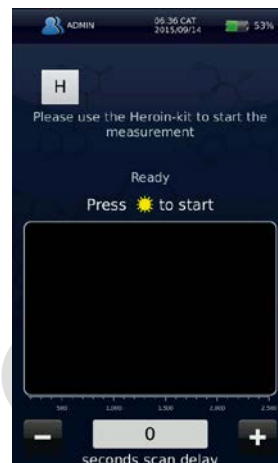 ADMIN
06:36 CAT
2015/09/14
53%
H
Please use the Heroin-kit to start the
measurement
Ready
Press to start
500 1,000 1,500 2,000 2,500
− 0 +
seconds scan delay